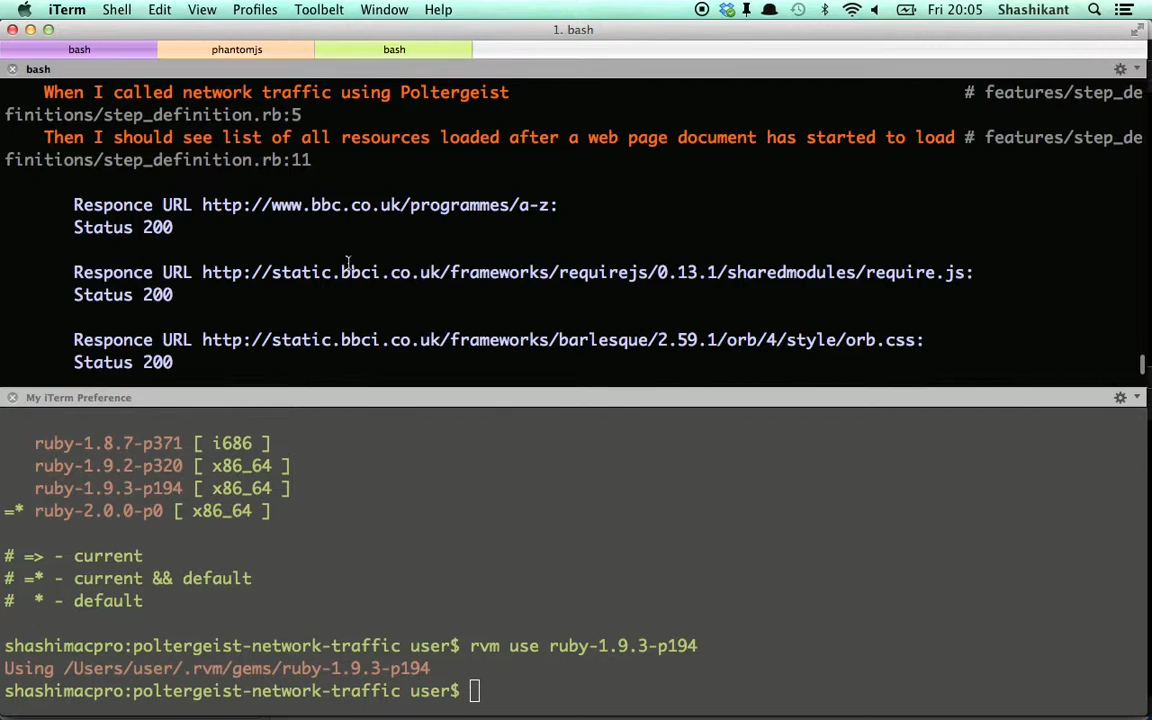 iTerm Shell Edit View Profiles Toolbelt Window Help Fri 20:05 Shashikant
1. bash
bash phantomjs bash
bash
When I called network traffic using Poltergeist # features/step_de
finitions/step_definition.rb:5
Then I should see list of all resources loaded after a web page document has started to load # features/step_de
finitions/step_definition.rb:11
Responce URL http://www.bbc.co.uk/programmes/a-z:
Status 200
Responce URL http://static.bbci.co.uk/frameworks/requirejs/0.13.1/sharedmodules/require.js:
Status 200
Responce URL http://static.bbci.co.uk/frameworks/barlesque/2.59.1/orb/4/style/orb.css:
Status 200
My iTerm Preference
ruby-1.8.7-p371 [ i686 ]
ruby-1.9.2-p320 [ x86_64 ]
ruby-1.9.3-p194 [ x86_64 ]
=* ruby-2.0.0-p0 [ x86_64 ]
# => - current
# =* - current && default
# * - default
shashimacpro:poltergeist-network-traffic user$ rvm use ruby-1.9.3-p194
Using /Users/user/.rvm/gems/ruby-1.9.3-p194
shashimacpro:poltergeist-network-traffic user$